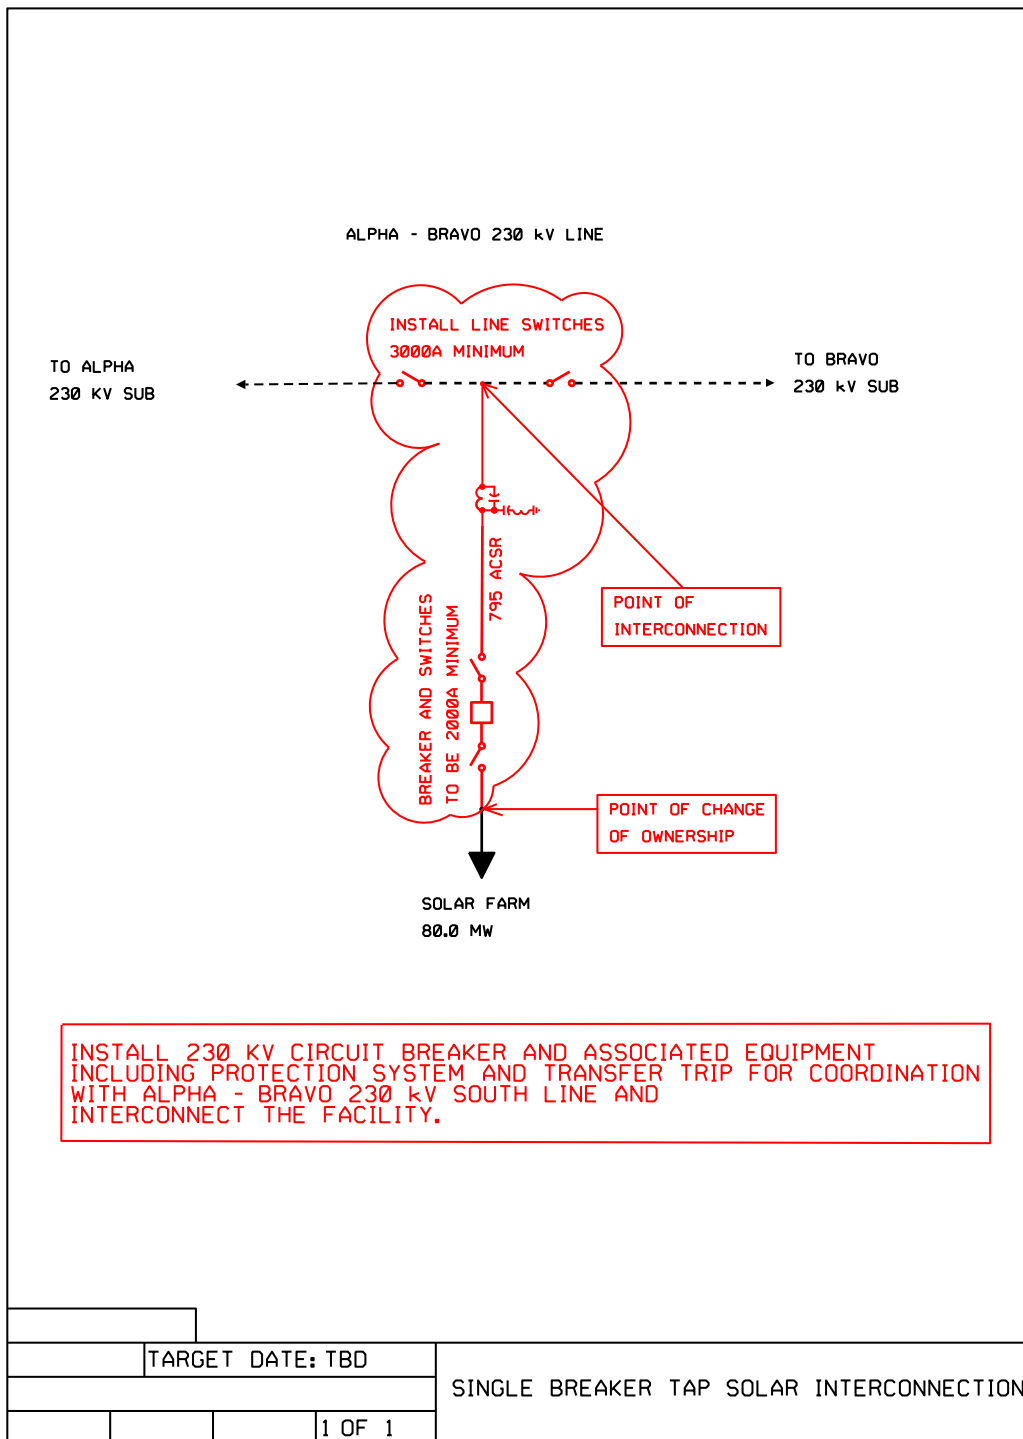 ALPHA - BRAVO 230 kV LINE
INSTALL LINE SWITCHES
3000A MINIMUM
TO ALPHA
230 KV SUB
TO BRAVO
230 kV SUB
795 ACSR
BREAKER AND SWITCHES
TO BE 2000A MINIMUM
POINT OF
INTERCONNECTION
POINT OF CHANGE
OF OWNERSHIP
SOLAR FARM
80.0 MW
INSTALL 230 KV CIRCUIT BREAKER AND ASSOCIATED EQUIPMENT
INCLUDING PROTECTION SYSTEM AND TRANSFER TRIP FOR COORDINATION
WITH ALPHA - BRAVO 230 kV SOUTH LINE AND
INTERCONNECT THE FACILITY.
TARGET DATE: TBD
SINGLE BREAKER TAP SOLAR INTERCONNECTION
1 OF 1